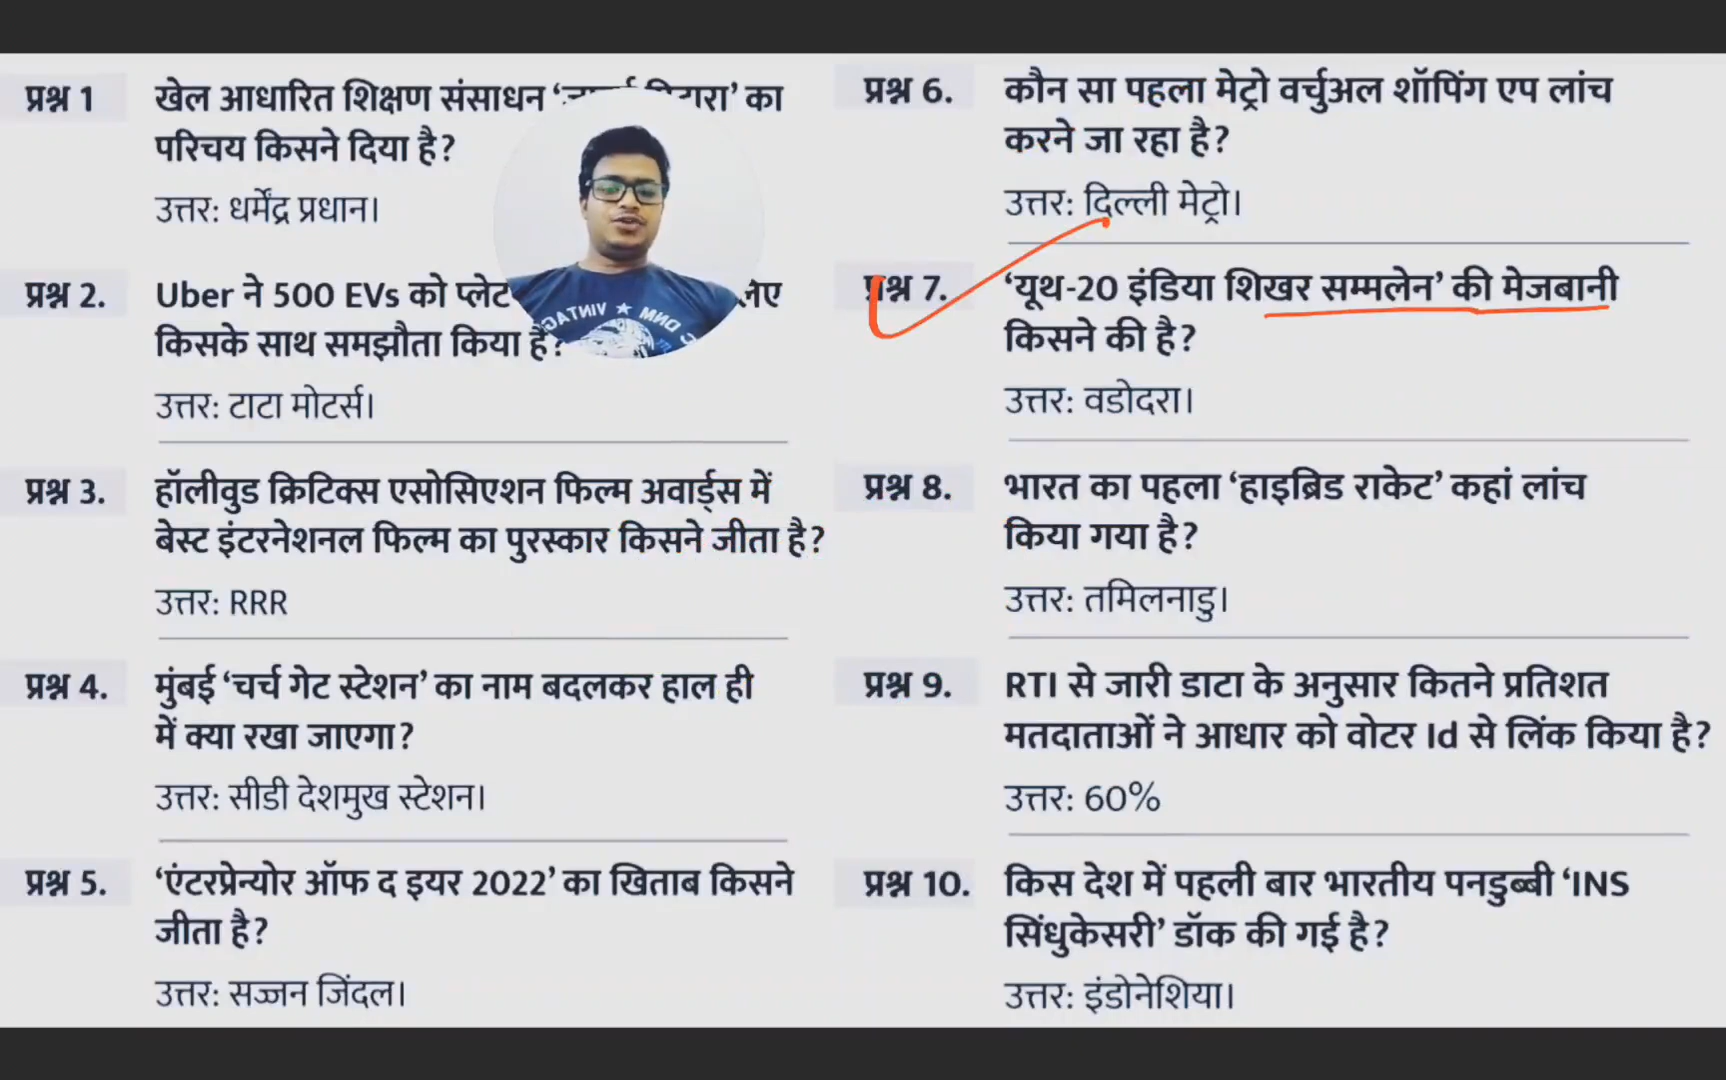 प्रश्न 1
खेल आधारित शिक्षण संसाधन का
परिचय किसने दिया है?
उत्तर: धर्मेंद्र प्रधान।
प्रश्न 2.
Uber ने 500 EVs को
किसके साथ समझौता किया है?
उत्तर: टाटा मोटर्स।
प्रश्न 3.
हॉलीवुड क्रिटिक्स एसोसिएशन फिल्म अवार्ड्स में
बेस्ट इंटरनेशनल फिल्म का पुरस्कार किसने जीता है?
उत्तर: RRR
प्रश्न 4.
मुंबई ‘चर्च गेट स्टेशन’ का नाम बदलकर हाल ही
में क्या रखा जाएगा?
उत्तर: सीडी देशमुख स्टेशन।
प्रश्न 5.
‘एंटरप्रेन्योर ऑफ द इयर 2022’ का खिताब किसने
जीता है?
उत्तर: सज्जन जिंदल।
प्रश्न 6.
कौन सा पहला मेट्रो वर्चुअल शॉपिंग एप लांच
करने जा रहा है?
उत्तर: दिल्ली मेट्रो।
प्रश्न 7.
‘यूथ-20 इंडिया शिखर सम्मलेन’ की मेजबानी
किसने की है?
उत्तर: वडोदरा।
प्रश्न 8.
भारत का पहला ‘हाइब्रिड राकेट’ कहां लांच
किया गया है?
उत्तर: तमिलनाडु।
प्रश्न 9.
RTI से जारी डाटा के अनुसार कितने प्रतिशत
मतदाताओं ने आधार को वोटर Id से लिंक किया है?
उत्तर: 60%
प्रश्न 10.
किस देश में पहली बार भारतीय पनडुब्बी ‘INS
सिंधुकेसरी’ डॉक की गई है?
उत्तर: इंडोनेशिया।